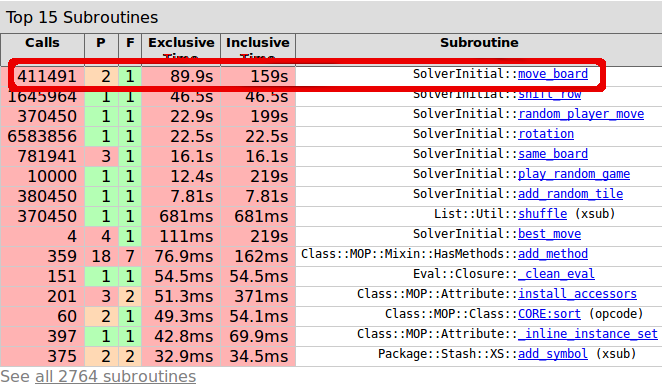 Top 15 Subroutines
Calls P F Exclusive Time Inclusive Time Subroutine
411491 2 1 89.9s 159s SolverInitial::move_board
1645964 1 1 46.5s 46.5s SolverInitial::shift_row
370450 1 1 22.9s 199s SolverInitial::random_player_move
6583856 1 1 22.5s 22.5s SolverInitial::rotation
781941 3 1 16.1s 16.1s SolverInitial::same_board
10000 1 1 12.4s 219s SolverInitial::play_random_game
380450 1 1 7.81s 7.81s SolverInitial::add_random_tile
370450 1 1 681ms 681ms List::Util::shuffle (xsub)
4 4 1 111ms 219s SolverInitial::best_move
359 18 7 76.9ms 162ms Class::MOP::Mixin::HasMethods::add_method
151 1 1 54.5ms 54.5ms Eval::Closure::_clean_eval
201 3 2 51.3ms 371ms Class::MOP::Attribute::install_accessors
60 2 1 49.3ms 54.1ms Class::MOP::Class::CORE:sort (opcode)
397 1 1 42.8ms 69.9ms Class::MOP::Attribute::_inline_instance_set
375 2 2 32.9ms 34.5ms Package::Stash::XS::add_symbol (xsub)
See all 2764 subroutines